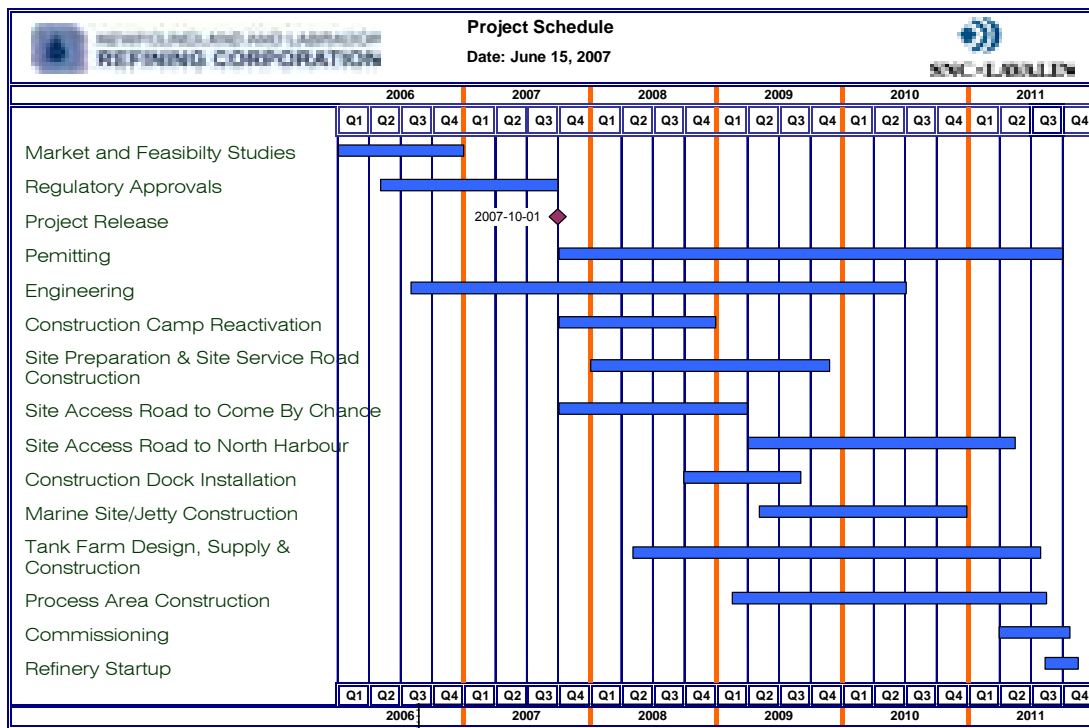 NEWFOUNDLAND AND LABRADOR
REFINING CORPORATION
Project Schedule
Date: June 15, 2007
SNC-LAVALIN
2006 2007 2008 2009 2010 2011
Q1 Q2 Q3 Q4 Q1 Q2 Q3 Q4 Q1 Q2 Q3 Q4 Q1 Q2 Q3 Q4 Q1 Q2 Q3 Q4 Q1 Q2 Q3 Q4
Market and Feasibilty Studies
Regulatory Approvals
Project Release 2007-10-01
Pemitting
Engineering
Construction Camp Reactivation
Site Preparation & Site Service Road
Construction
Site Access Road to Come By Chance
Site Access Road to North Harbour
Construction Dock Installation
Marine Site/Jetty Construction
Tank Farm Design, Supply &
Construction
Process Area Construction
Commissioning
Refinery Startup
Q1 Q2 Q3 Q4 Q1 Q2 Q3 Q4 Q1 Q2 Q3 Q4 Q1 Q2 Q3 Q4 Q1 Q2 Q3 Q4 Q1 Q2 Q3 Q4
2006 2007 2008 2009 2010 2011